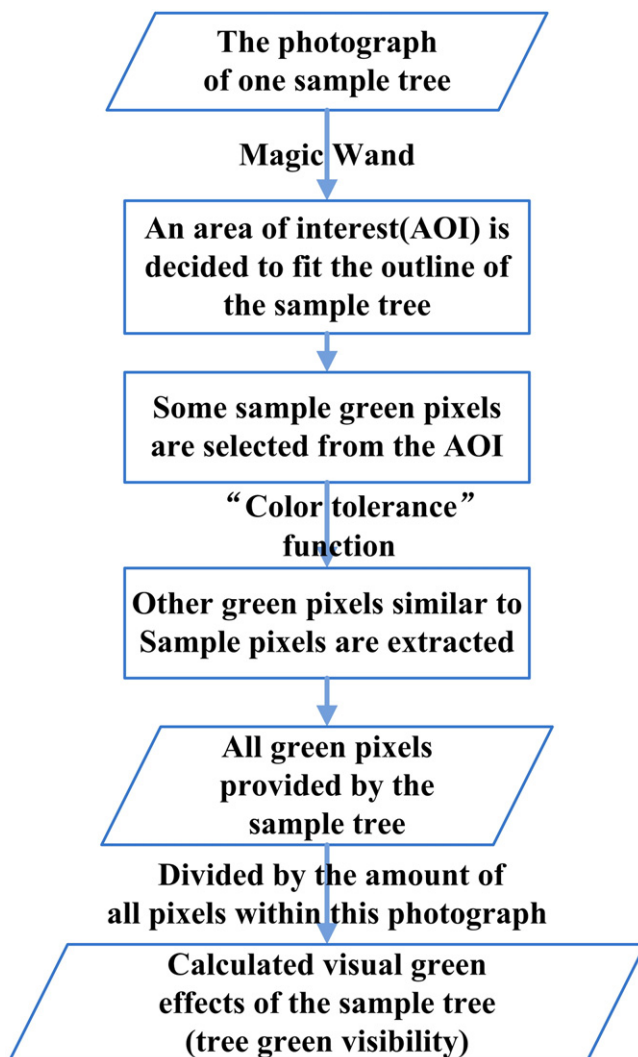 The photograph
of one sample tree
Magic Wand
An area of interest(AOI) is
decided to fit the outline of
the sample tree
Some sample green pixels
are selected from the AOI
“Color tolerance”
function
Other green pixels similar to
Sample pixels are extracted
All green pixels
provided by the
sample tree
Divided by the amount of
all pixels within this photograph
Calculated visual green
effects of the sample tree
(tree green visibility)